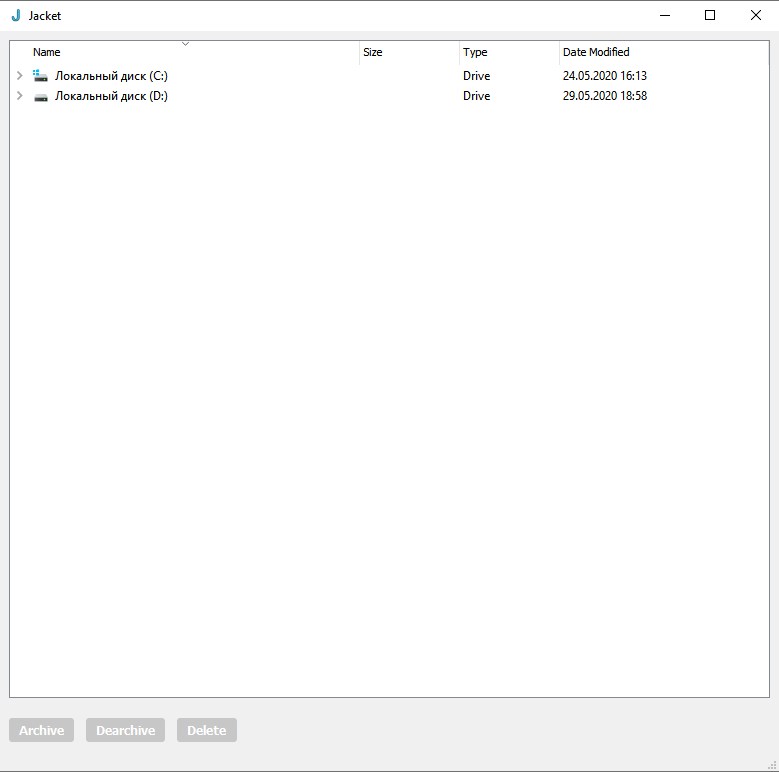 Jacket
Name Size Type Date Modified
Локальный диск (C:) Drive 24.05.2020 16:13
Локальный диск (D:) Drive 29.05.2020 18:58
Archive Dearchive Delete